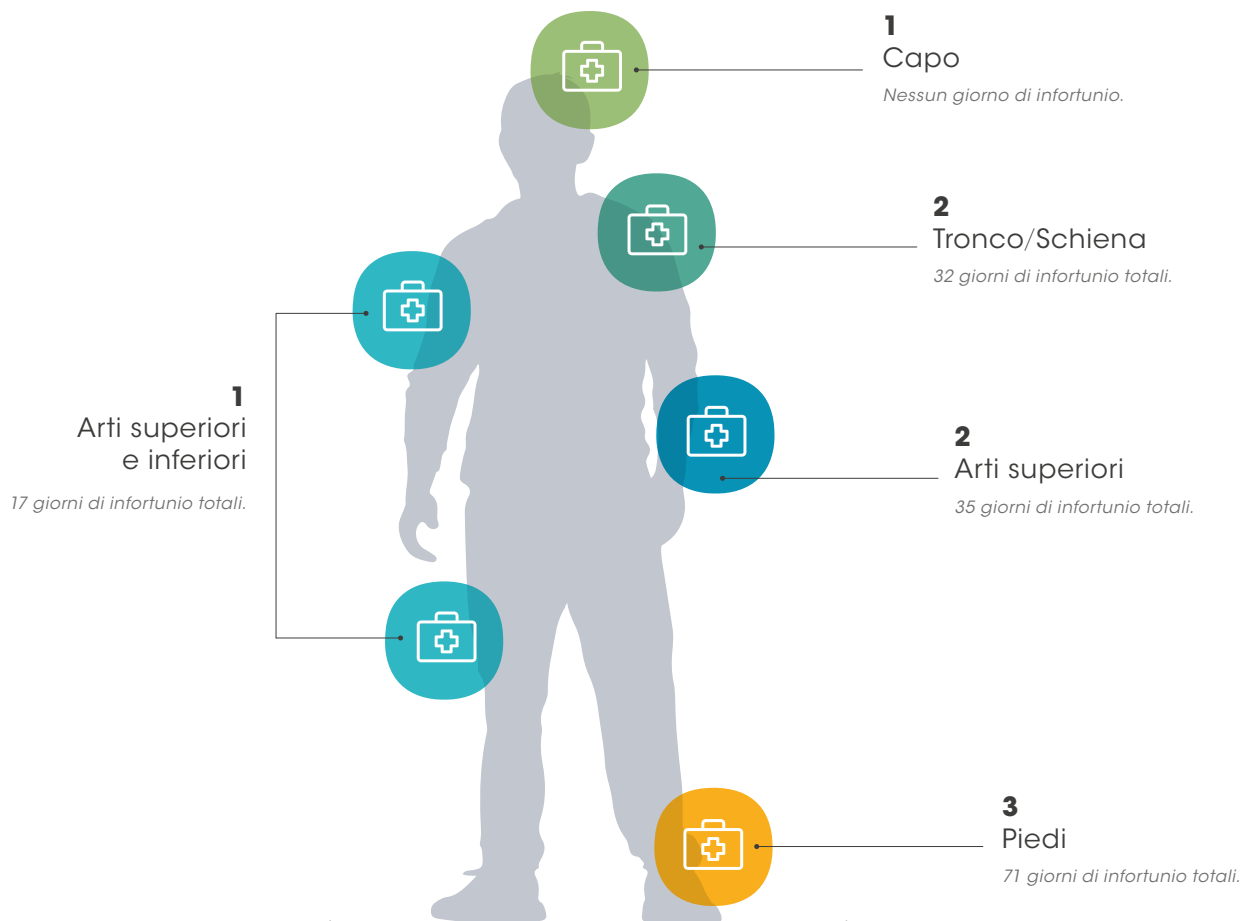 1
Capo
Nessun giorno di infortunio.
2
Tronco/Schiena
32 giorni di infortunio totali.
1
Arti superiori
e inferiori
17 giorni di infortunio totali.
2
Arti superiori
35 giorni di infortunio totali.
3
Piedi
71 giorni di infortunio totali.